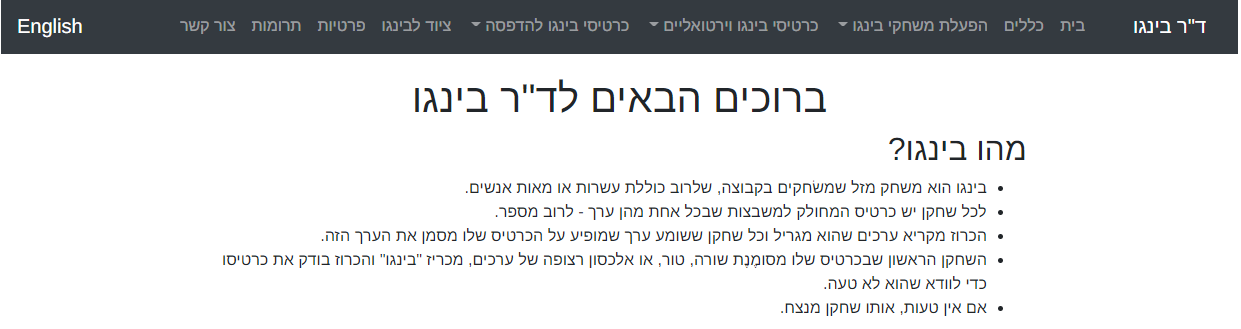 ד"ר בינגו בית כללים הפעלת משחקי בינגו כרטיסי בינגו וירטואליים כרטיסי בינגו להדפסה ציוד לבינגו פרטיות תרומות צור קשר English
ברוכים הבאים לד"ר בינגו
מהו בינגו?
בינגו הוא משחק מזל שמשׂחקים בקבוצה, שלרוב כוללת עשרות או מאות אנשים.
לכל שחקן יש כרטיס המחולק למשבצות שבכל אחת מהן ערך - לרוב מספר.
הכרוז מקריא ערכים שהוא מגריל וכל שחקן ששומע ערך שמופיע על הכרטיס שלו מסמן את הערך הזה.
השחקן הראשון שבכרטיס שלו מסומֶנֶת שורה, טור, או אלכסון רצופה של ערכים, מכריז "בינגו" והכרוז בודק את כרטיסו
כדי לוודא שהוא לא טעה.
אם אין טעות, אותו שחקן מנצח.